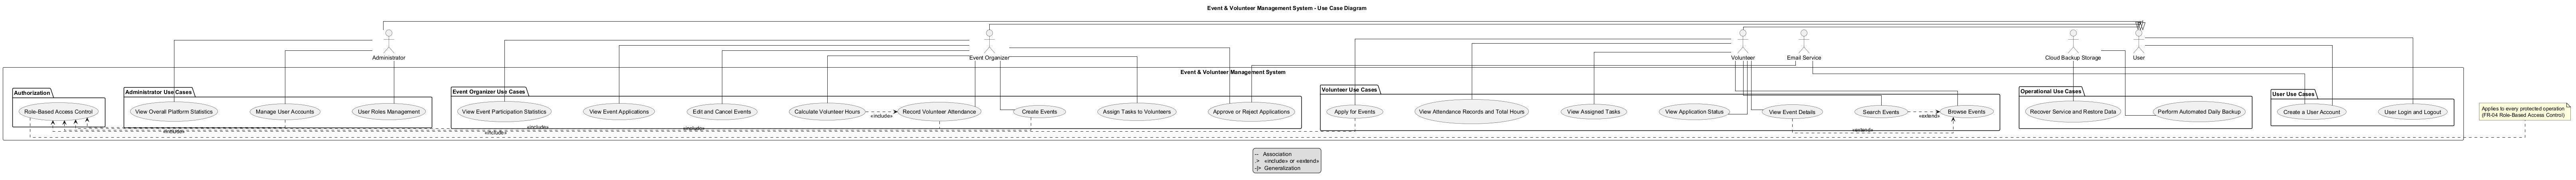 Event & Volunteer Management System - Use Case Diagram
Administrator
Event Organizer
Volunteer
Email Service
Cloud Backup Storage
User
Event & Volunteer Management System
Authorization
Role-Based Access Control
Administrator Use Cases
View Overall Platform Statistics
Manage User Accounts
User Roles Management
Event Organizer Use Cases
View Event Participation Statistics
View Event Applications
Edit and Cancel Events
Calculate Volunteer Hours
Record Volunteer Attendance
Create Events
Assign Tasks to Volunteers
Approve or Reject Applications
Volunteer Use Cases
Apply for Events
View Attendance Records and Total Hours
View Assigned Tasks
View Application Status
View Event Details
Search Events
Browse Events
Operational Use Cases
Recover Service and Restore Data
Perform Automated Daily Backup
User Use Cases
Create a User Account
User Login and Logout
Applies to every protected operation
(FR-04 Role-Based Access Control)
«include»
«extend»
«include»
«include»
«include»
«include»
«extend»
-- Association
.> «include» or «extend»
-|> Generalization